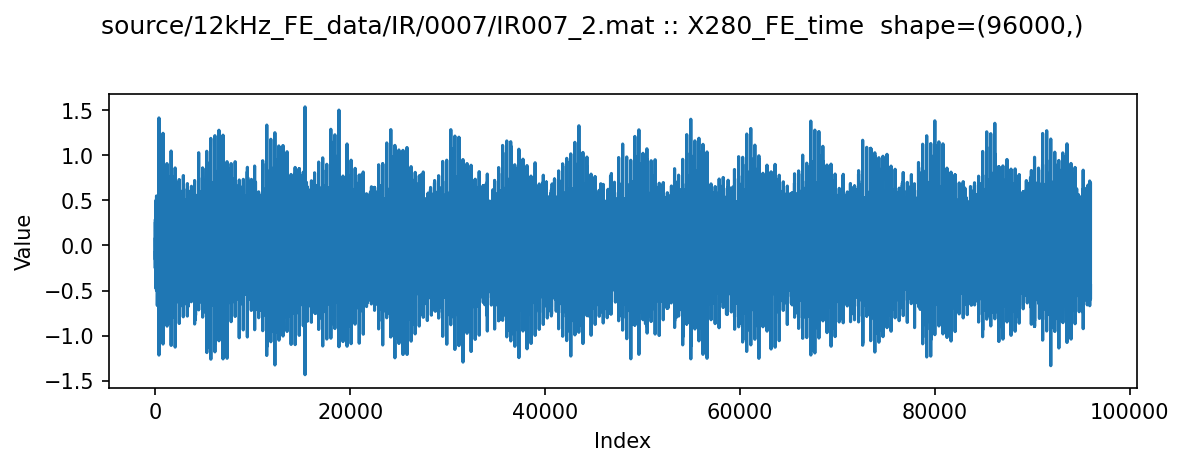 source/12kHz_FE_data/IR/0007/IR007_2.mat :: X280_FE_time  shape=(96000,)
1.5
1.0
0.5
0.0
−0.5
−1.0
−1.5
Value
0 20000 40000 60000 80000 100000
Index